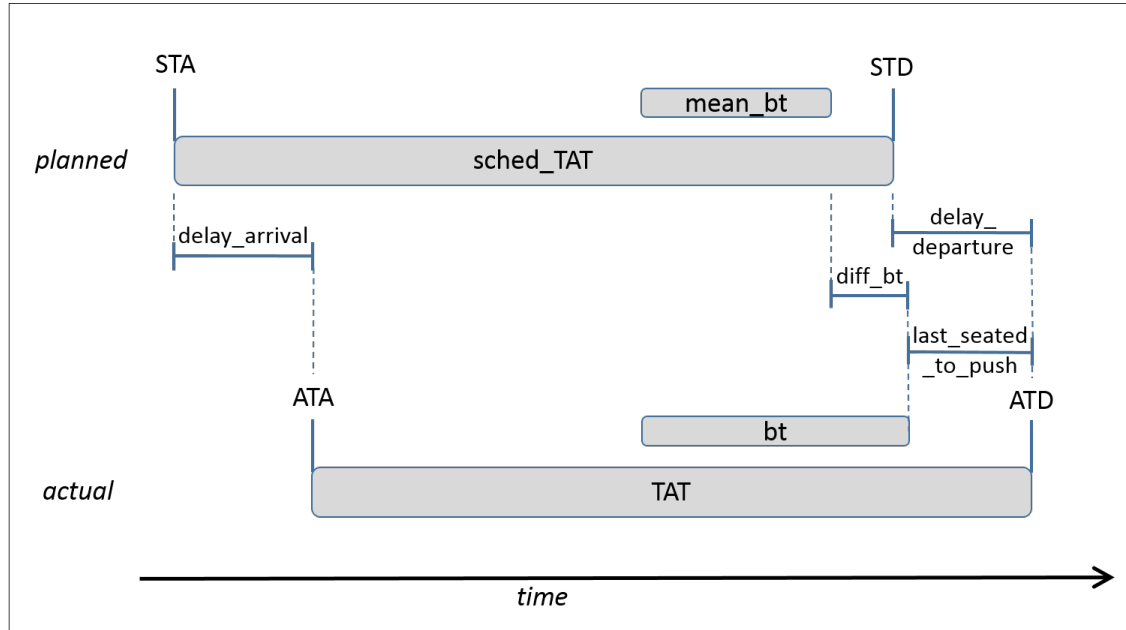 STA
STD
mean_bt
planned
sched_TAT
delay_arrival
delay_
departure
diff_bt
last_seated
_to_push
ATA
ATD
bt
actual
TAT
time